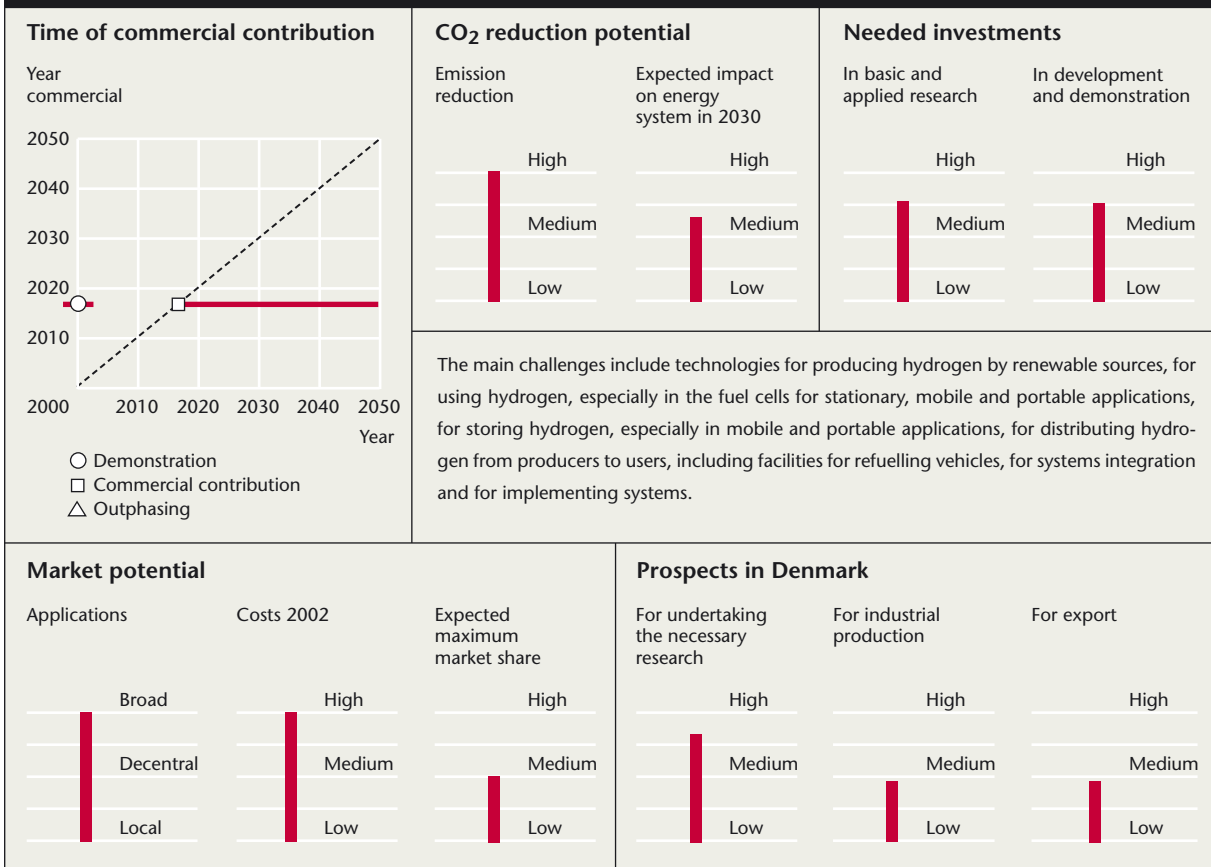 Time of commercial contribution
Year
commercial
2050
2040
2030
2020
2010
2000 2010 2020 2030 2040 2050
Year
Demonstration
Commercial contribution
Outphasing
CO2 reduction potential
Emission
reduction
High
Medium
Low
Expected impact
on energy
system in 2030
High
Medium
Low
Needed investments
In basic and
applied research
High
Medium
Low
In development
and demonstration
High
Medium
Low
The main challenges include technologies for producing hydrogen by renewable sources, for
using hydrogen, especially in the fuel cells for stationary, mobile and portable applications,
for storing hydrogen, especially in mobile and portable applications, for distributing hydro-
gen from producers to users, including facilities for refuelling vehicles, for systems integration
and for implementing systems.
Market potential
Applications
Broad
Decentral
Local
Costs 2002
High
Medium
Low
Expected
maximum
market share
High
Medium
Low
Prospects in Denmark
For undertaking
the necessary
research
High
Medium
Low
For industrial
production
High
Medium
Low
For export
High
Medium
Low